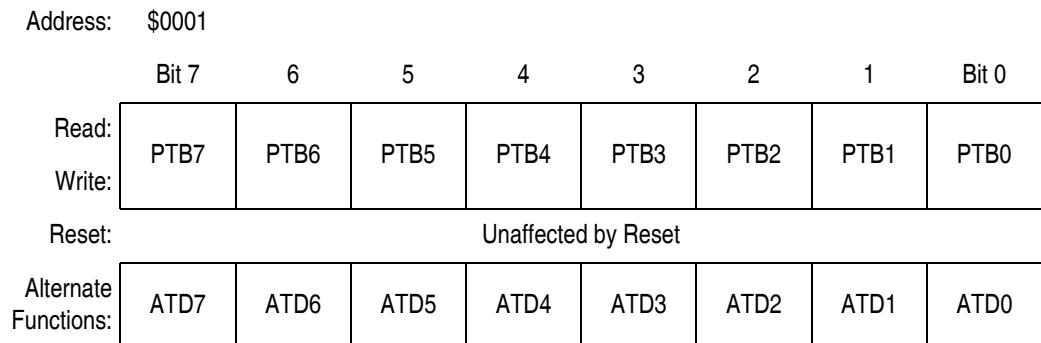 Address: $0001
Bit 7 6 5 4 3 2 1 Bit 0
Read:
PTB7 PTB6 PTB5 PTB4 PTB3 PTB2 PTB1 PTB0
Write:
Reset: Unaffected by Reset
Alternate
Functions:
ATD7 ATD6 ATD5 ATD4 ATD3 ATD2 ATD1 ATD0